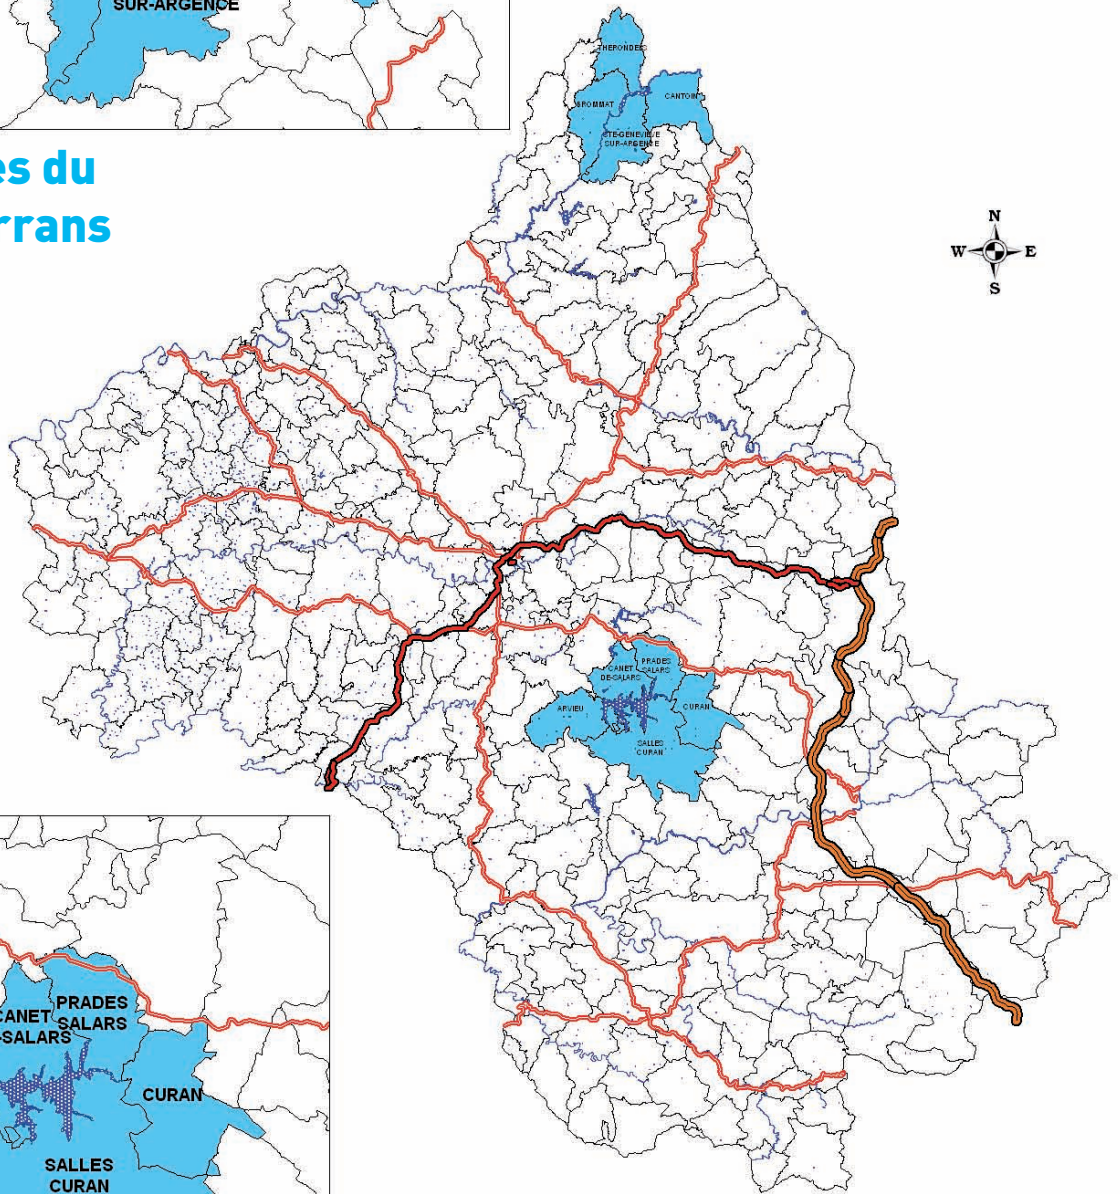 SUR-ARGENCE
es du
rrans
THERONDELS
BROMMAT
CANTOIN
STE-GENEVIEVE
SUR-ARGENCE
N
W
E
S
CANET
DE-SALARS
PRADES
SALARS
ARVIEU
CURAN
SALLES
CURAN
CANET
-SALARS
PRADES
SALARS
CURAN
SALLES
CURAN